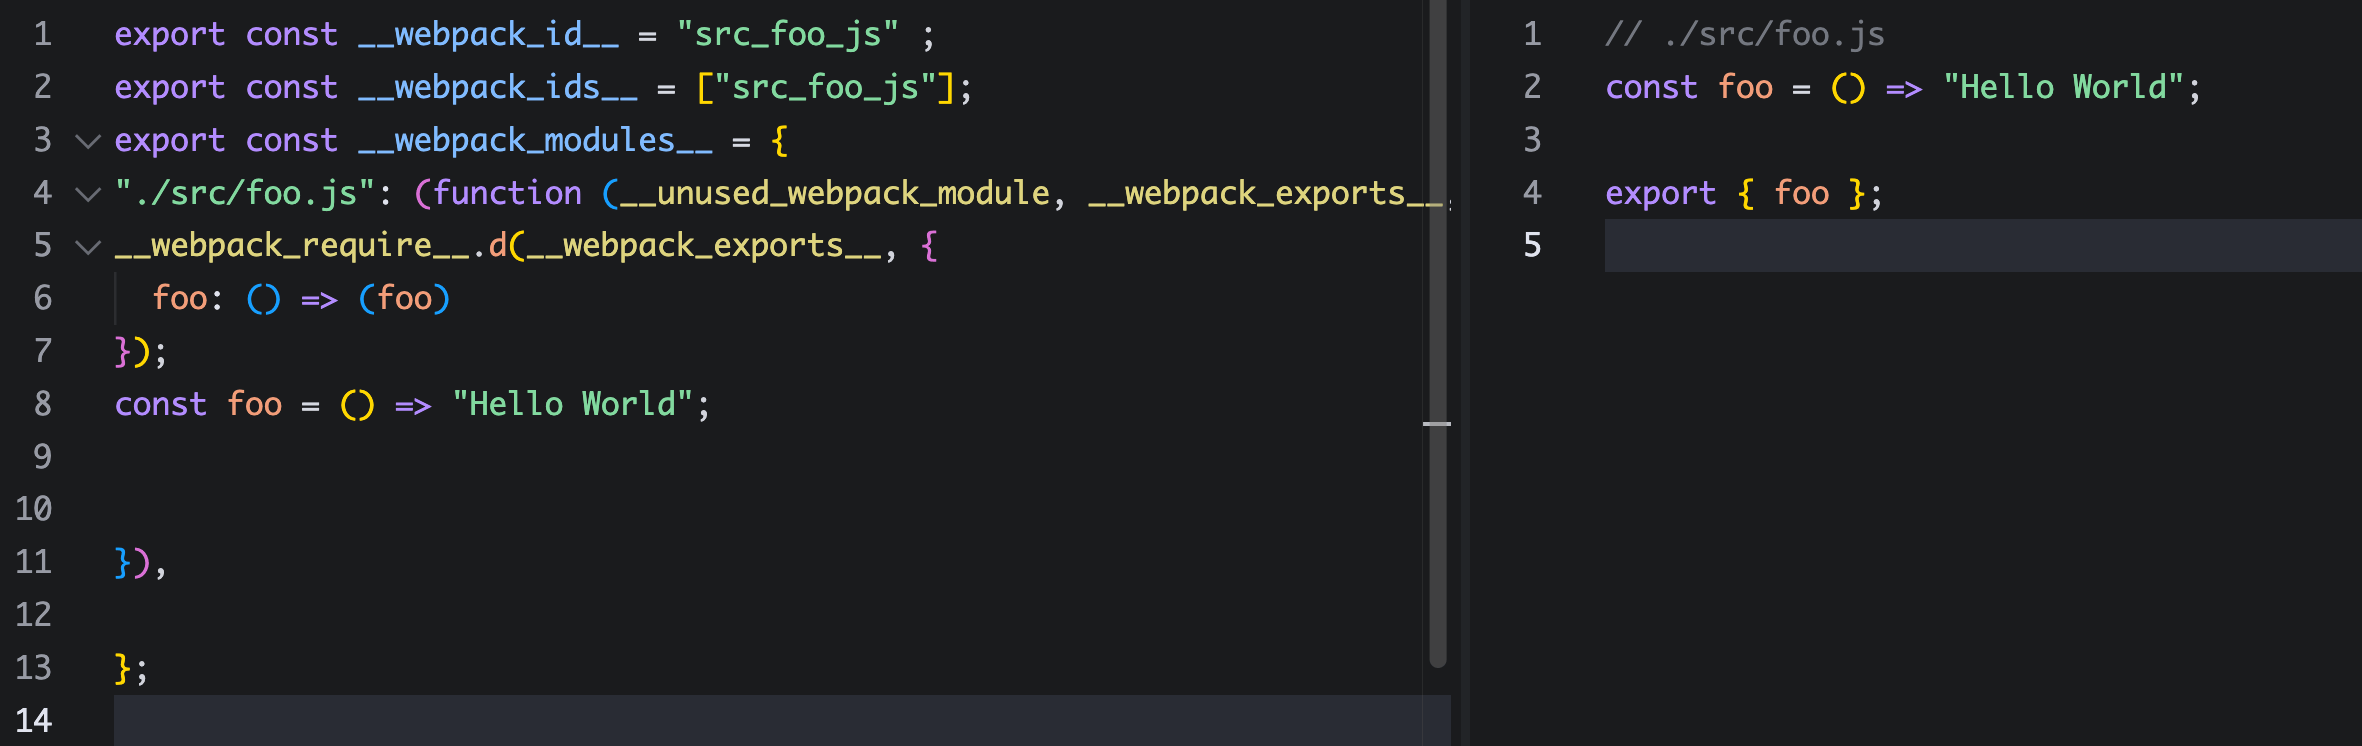 1 export const __webpack_id__ = "src_foo_js" ;
2 export const __webpack_ids__ = ["src_foo_js"];
3 export const __webpack_modules__ = {
4 "./src/foo.js": (function (__unused_webpack_module, __webpack_exports__,
5 __webpack_require__.d(__webpack_exports__, {
6 foo: () => (foo)
7 });
8 const foo = () => "Hello World";
9
10
11 }),
12
13 };
14
1 // ./src/foo.js
2 const foo = () => "Hello World";
3
4 export { foo };
5